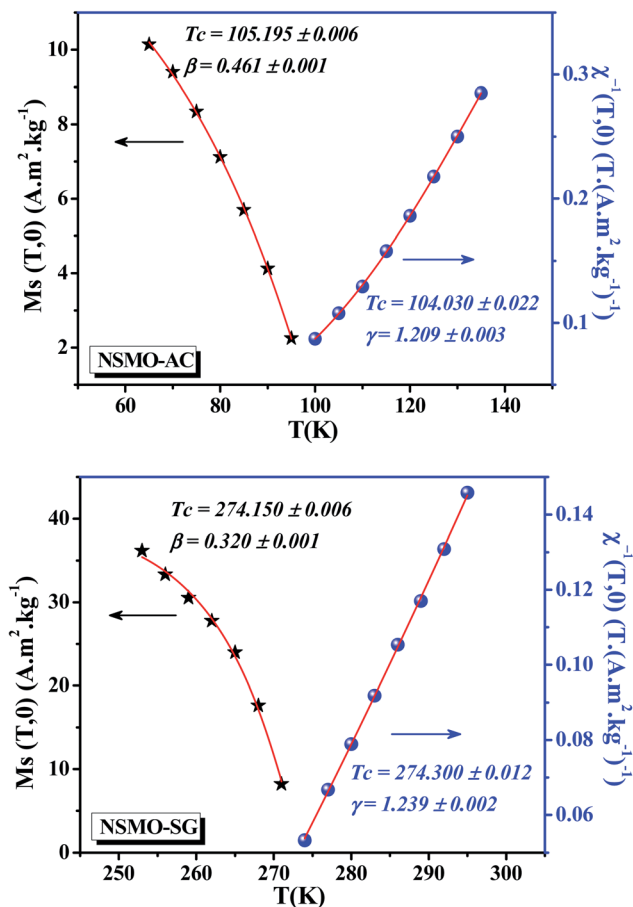 Tc = 105.195 ± 0.006
β = 0.461 ± 0.001
Tc = 104.030 ± 0.022
γ = 1.209 ± 0.003
NSMO-AC
Ms (T,0) (A.m².kg⁻¹)
10
8
6
4
2
χ⁻¹(T,0) (T.(A.m².kg⁻¹)⁻¹)
0.3
0.2
0.1
60 80 100 120 140
T(K)
Tc = 274.150 ± 0.006
β = 0.320 ± 0.001
Tc = 274.300 ± 0.012
γ = 1.239 ± 0.002
NSMO-SG
Ms (T,0) (A.m².kg⁻¹)
40
30
20
10
0
χ⁻¹(T,0) (T.(A.m².kg⁻¹)⁻¹)
0.14
0.12
0.10
0.08
0.06
250 260 270 280 290 300
T(K)